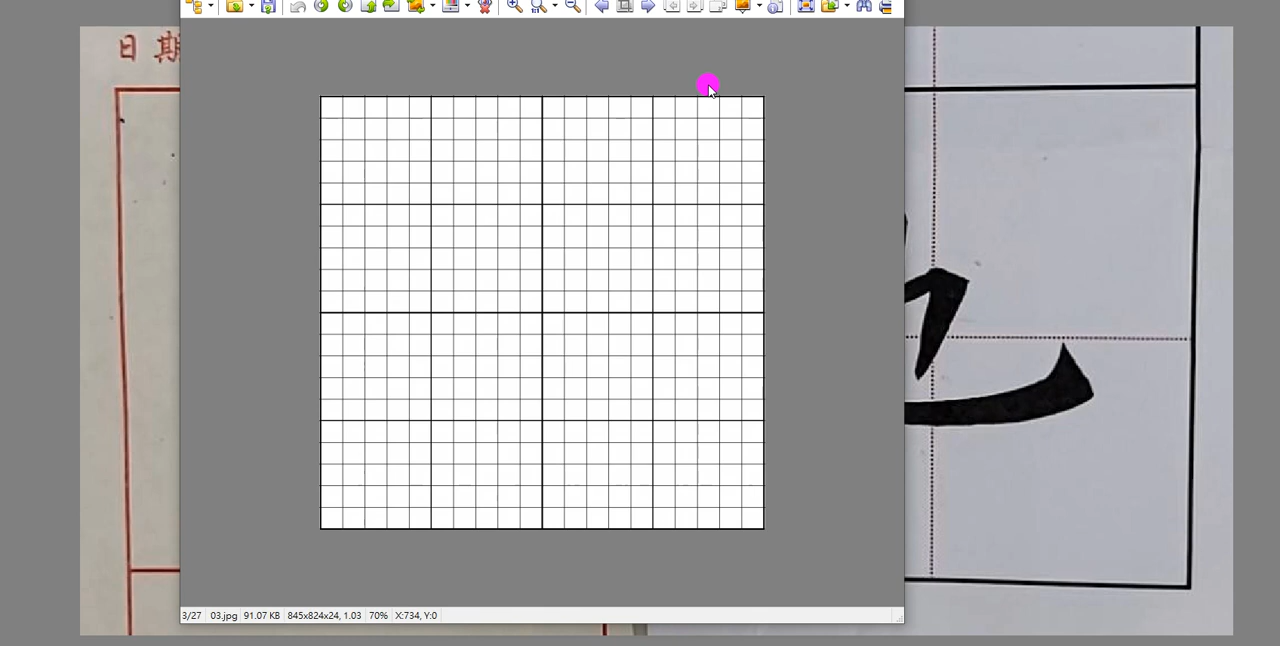 日期
3/27 03.jpg 91.07 KB 845x824x24, 1.03 70% X:734, Y:0